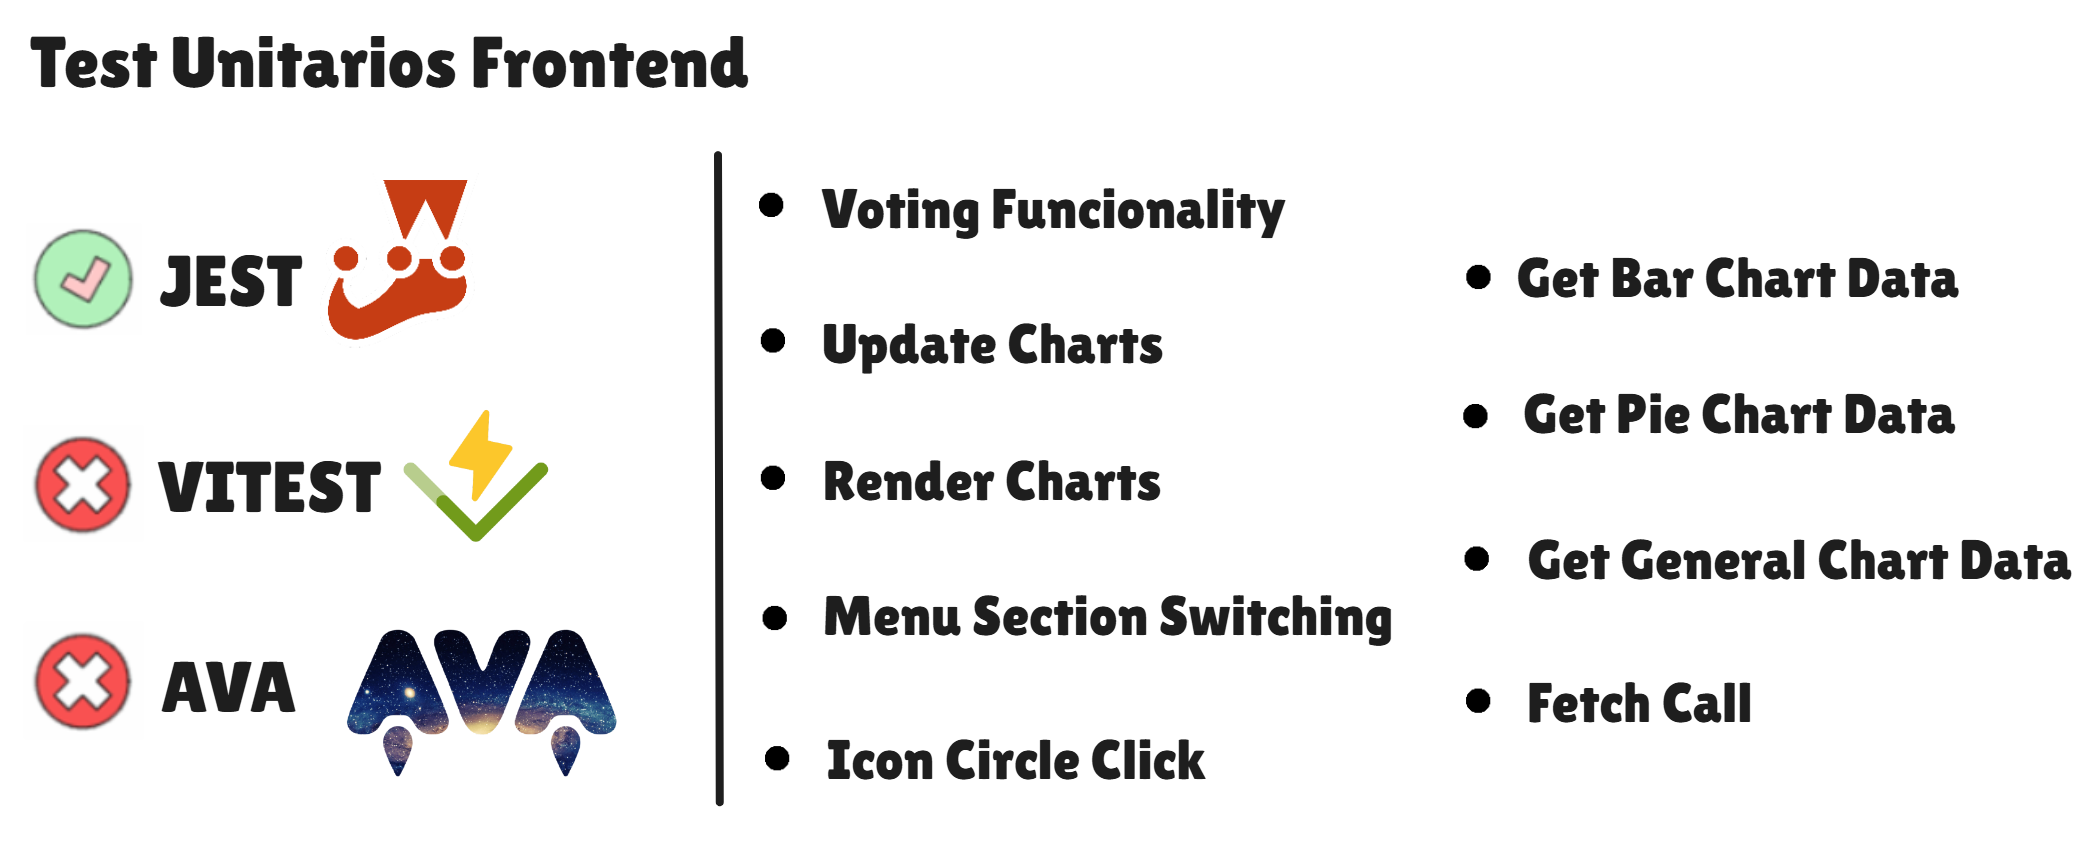 Test Unitarios Frontend
JEST
VITEST
AVA
AVA
Voting Funcionality
Update Charts
Render Charts
Menu Section Switching
Icon Circle Click
Get Bar Chart Data
Get Pie Chart Data
Get General Chart Data
Fetch Call